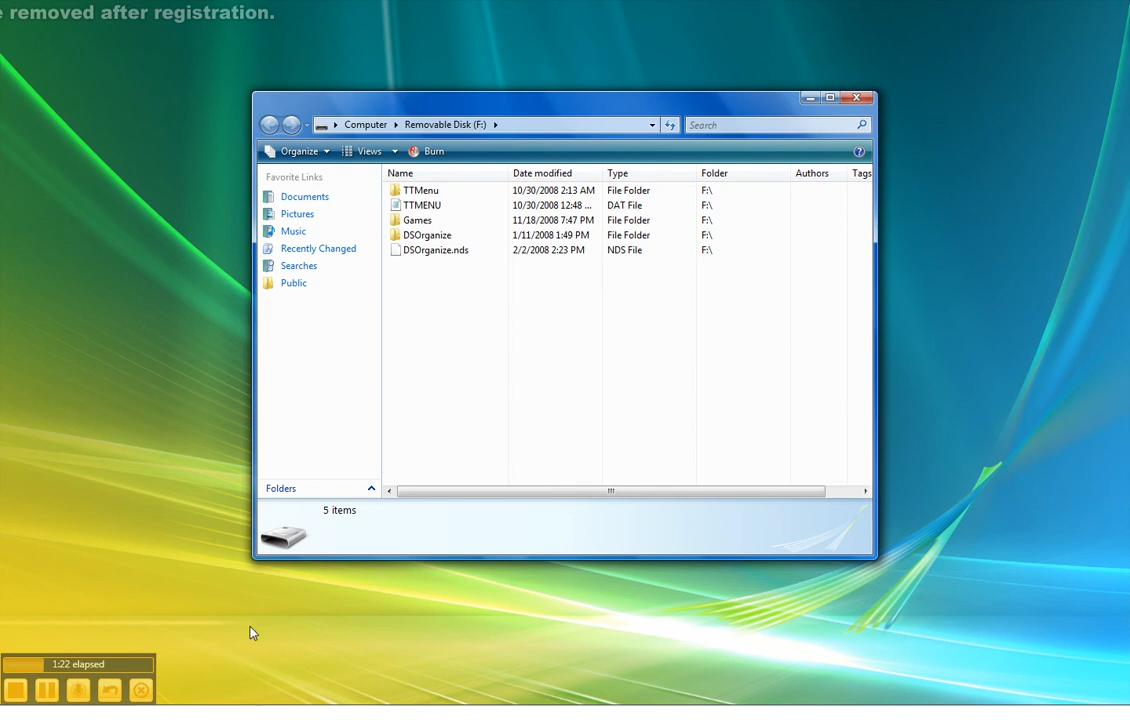 e removed after registration.
Computer Removable Disk (F:) Search
Organize Views Burn
Favorite Links
Documents
Pictures
Music
Recently Changed
Searches
Public
Folders
Name Date modified Type Folder Authors Tags
TTMenu 10/30/2008 2:13 AM File Folder F:\
TTMENU 10/30/2008 12:48 ... DAT File F:\
Games 11/18/2008 7:47 PM File Folder F:\
DSOrganize 1/11/2008 1:49 PM File Folder F:\
DSOrganize.nds 2/2/2008 2:23 PM NDS File F:\
5 items
1:22 elapsed